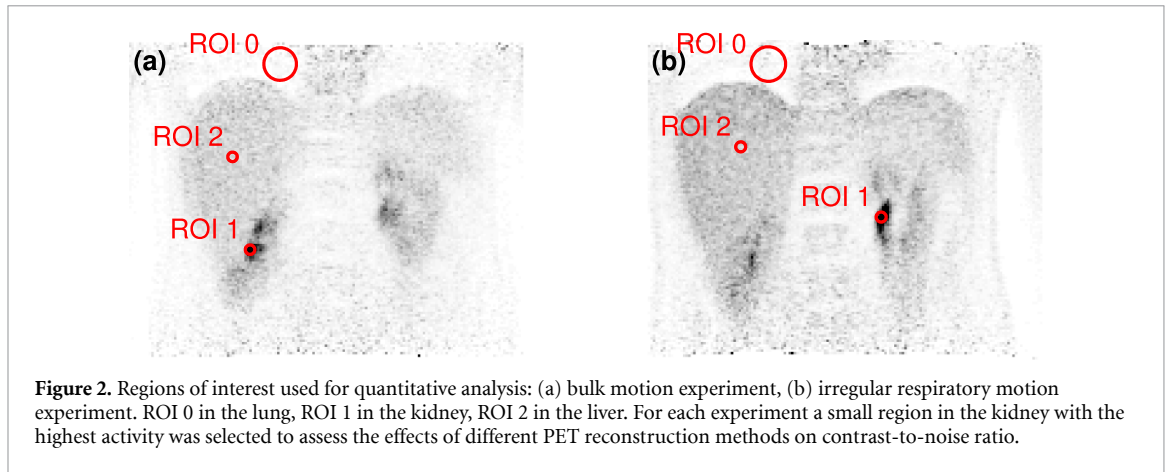 (a)
ROI 0
ROI 2
ROI 1
(b)
ROI 0
ROI 2
ROI 1
Figure 2. Regions of interest used for quantitative analysis: (a) bulk motion experiment, (b) irregular respiratory motion
experiment. ROI 0 in the lung, ROI 1 in the kidney, ROI 2 in the liver. For each experiment a small region in the kidney with the
highest activity was selected to assess the effects of different PET reconstruction methods on contrast-to-noise ratio.